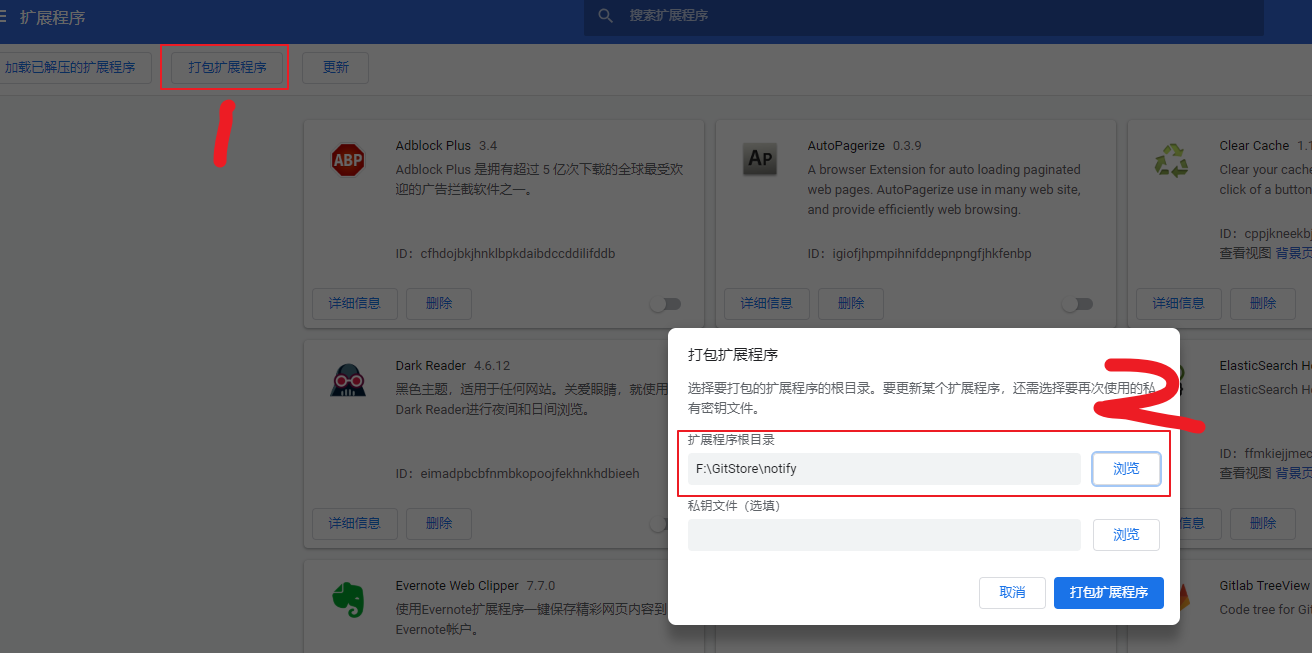 扩展程序
搜索扩展程序
加载已解压的扩展程序
打包扩展程序
更新
1
ABP
Adblock Plus 3.4
Adblock Plus 是拥有超过 5 亿次下载的全球最受欢
迎的广告拦截软件之一。
ID：cfhdojbkjhnklbpkdaibdccddilifddb
详细信息
删除
AP
AutoPagerize 0.3.9
A browser Extension for auto loading paginated
web pages. AutoPagerize use in many web site,
and provide efficiently web browsing.
ID：igiofjhpmpihnifddepnpngfjhkfenbp
详细信息
删除
Clear Cache 1.1
Clear your cache
click of a button
ID：cppjkneekbj
查看视图 背景页
详细信息
删除
Dark Reader 4.6.12
黑色主题，适用于任何网站。关爱眼睛，就使用
Dark Reader进行夜间和日间浏览。
ID：eimadpbcbfnmbkopoojfekhnkhdbieeh
详细信息
删除
打包扩展程序
2
选择要打包的扩展程序的根目录。要更新某个扩展程序，还需选择要再次使用的私
有密钥文件。
扩展程序根目录
F:\GitStore\notify
浏览
私钥文件（选填）
浏览
取消
打包扩展程序
ElasticSearch He
ElasticSearch He
ID：ffmkiejjmec
查看视图 背景页
信息
删除
Evernote Web Clipper 7.7.0
使用Evernote扩展程序一键保存精彩网页内容到
Evernote帐户。
Gitlab TreeView
Code tree for Git